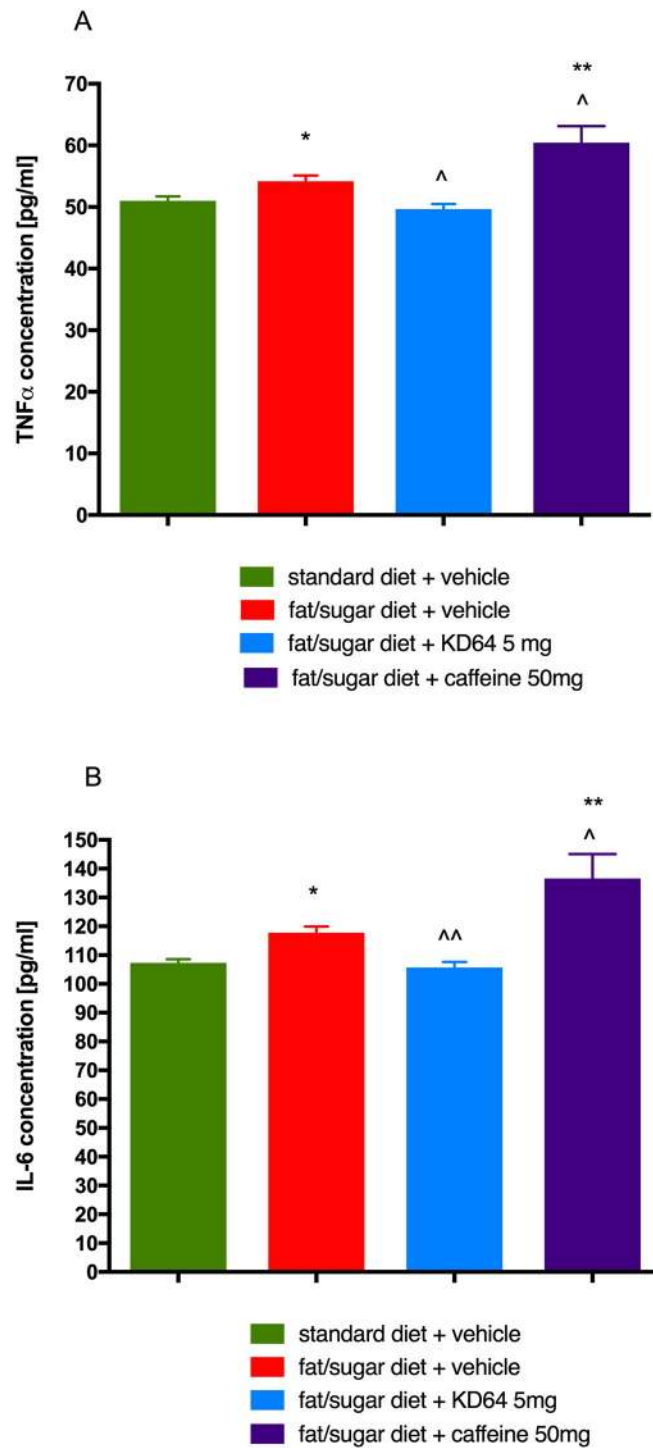 A
TNFα concentration [pg/ml]
70
60
50
40
30
20
10
0
*
^
**
^
standard diet + vehicle
fat/sugar diet + vehicle
fat/sugar diet + KD64 5 mg
fat/sugar diet + caffeine 50mg
B
IL-6 concentration [pg/ml]
150
140
130
120
110
100
90
80
70
60
50
40
30
20
10
0
*
^^
**
^
standard diet + vehicle
fat/sugar diet + vehicle
fat/sugar diet + KD64 5mg
fat/sugar diet + caffeine 50mg